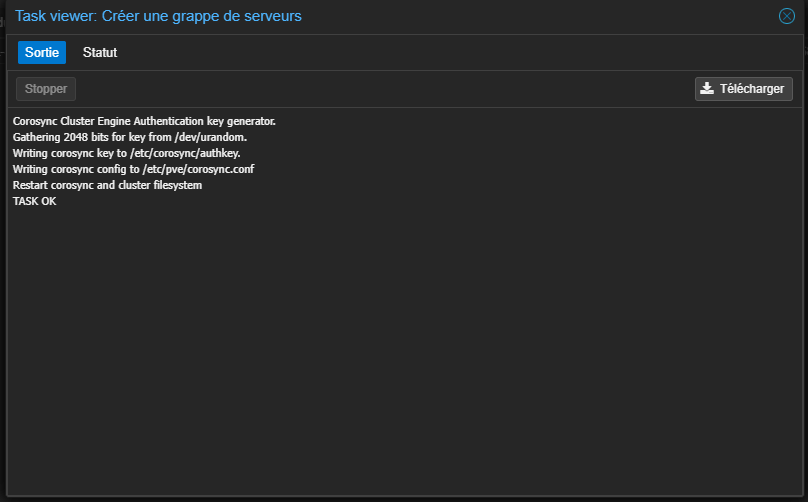 Task viewer: Créer une grappe de serveurs
Sortie Statut
Stopper Télécharger
Corosync Cluster Engine Authentication key generator.
Gathering 2048 bits for key from /dev/urandom.
Writing corosync key to /etc/corosync/authkey.
Writing corosync config to /etc/pve/corosync.conf
Restart corosync and cluster filesystem
TASK OK